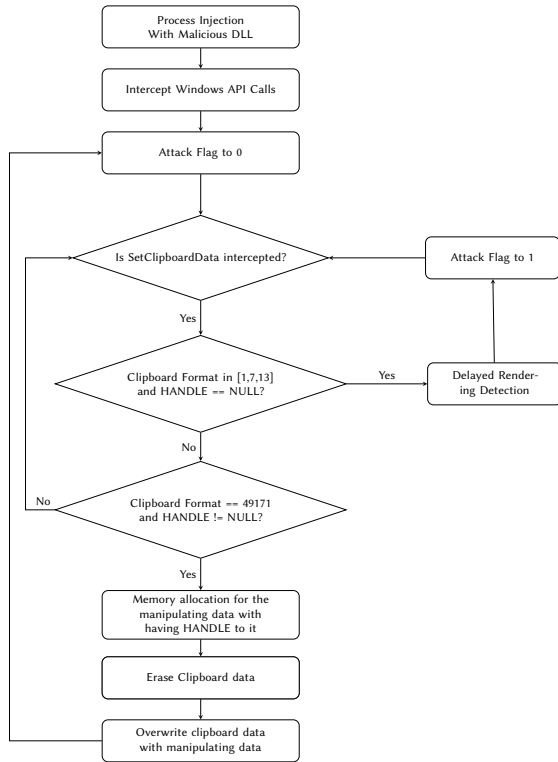 Process Injection
With Malicious DLL
Intercept Windows API Calls
Attack Flag to 0
Is SetClipboardData intercepted?
Attack Flag to 1
Yes
Clipboard Format in [1,7,13]
and HANDLE == NULL?
Yes
Delayed Render-
ing Detection
No
Clipboard Format == 49171
and HANDLE != NULL?
No
Yes
Memory allocation for the
manipulating data with
having HANDLE to it
Erase Clipboard data
Overwrite clipboard data
with manipulating data